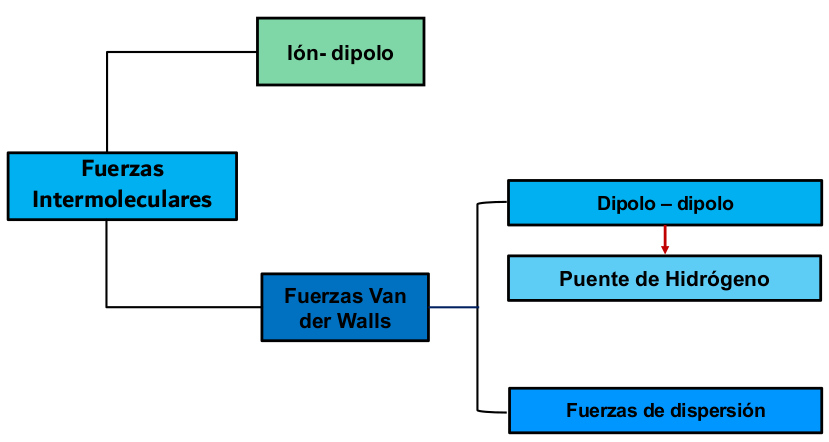 Ión- dipolo
Fuerzas
Intermoleculares
Dipolo – dipolo
Puente de Hidrógeno
Fuerzas Van
der Walls
Fuerzas de dispersión